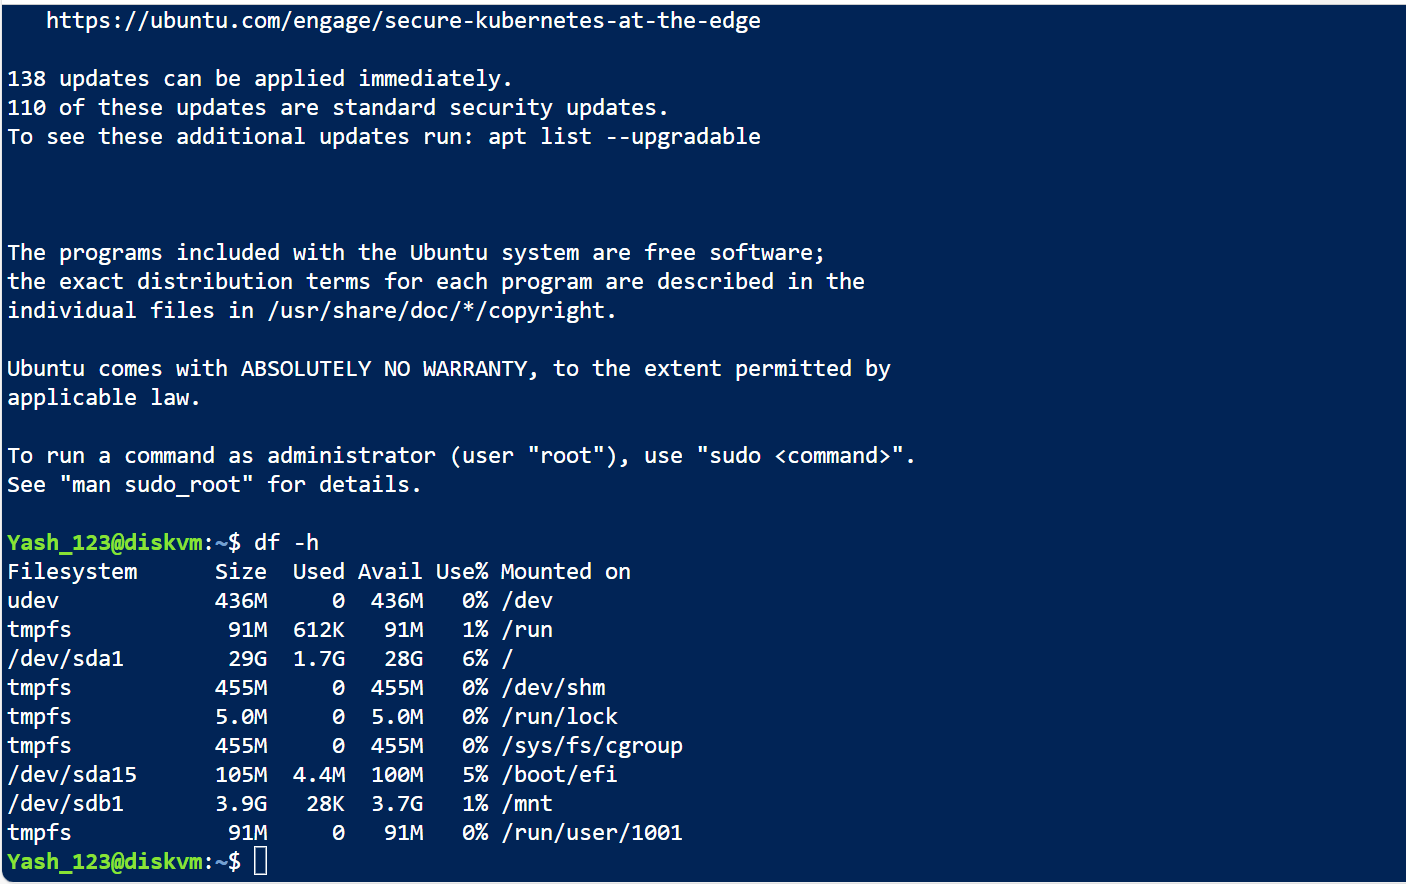 https://ubuntu.com/engage/secure-kubernetes-at-the-edge
138 updates can be applied immediately.
110 of these updates are standard security updates.
To see these additional updates run: apt list --upgradable
The programs included with the Ubuntu system are free software;
the exact distribution terms for each program are described in the
individual files in /usr/share/doc/*/copyright.
Ubuntu comes with ABSOLUTELY NO WARRANTY, to the extent permitted by
applicable law.
To run a command as administrator (user "root"), use "sudo <command>".
See "man sudo_root" for details.
Yash_123@diskvm:~$ df -h
Filesystem      Size  Used Avail Use% Mounted on
udev            436M     0  436M   0% /dev
tmpfs            91M  612K   91M   1% /run
/dev/sda1        29G  1.7G   28G   6% /
tmpfs           455M     0  455M   0% /dev/shm
tmpfs           5.0M     0  5.0M   0% /run/lock
tmpfs           455M     0  455M   0% /sys/fs/cgroup
/dev/sda15      105M  4.4M  100M   5% /boot/efi
/dev/sdb1       3.9G   28K  3.7G   1% /mnt
tmpfs            91M     0   91M   0% /run/user/1001
Yash_123@diskvm:~$